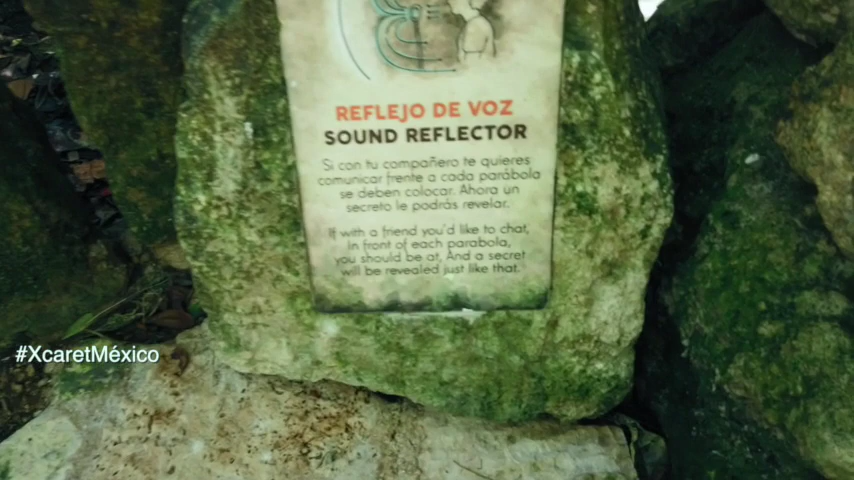 REFLEJO DE VOZ
SOUND REFLECTOR
Si con tu compañero te quieres
comunicar frente a cada parábola
se deben colocar. Ahora un
secreto le podrás revelar.
If with a friend you'd like to chat,
In front of each parabola,
you should be at, And a secret
will be revealed just like that.
#XcaretMéxico